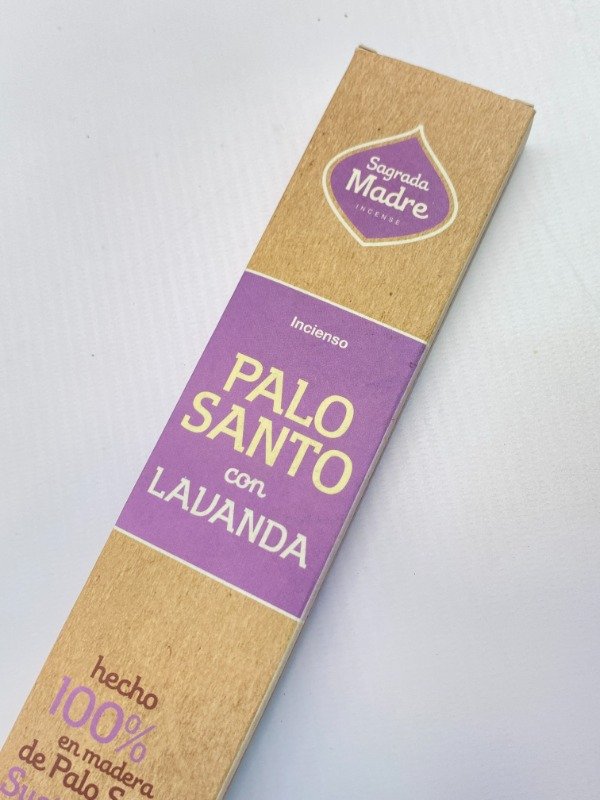 Sagrada
Madre
INCENSE
Incienso
PALO
SANTO
con
LAVANDA
hecho
100%
en madera
de Palo